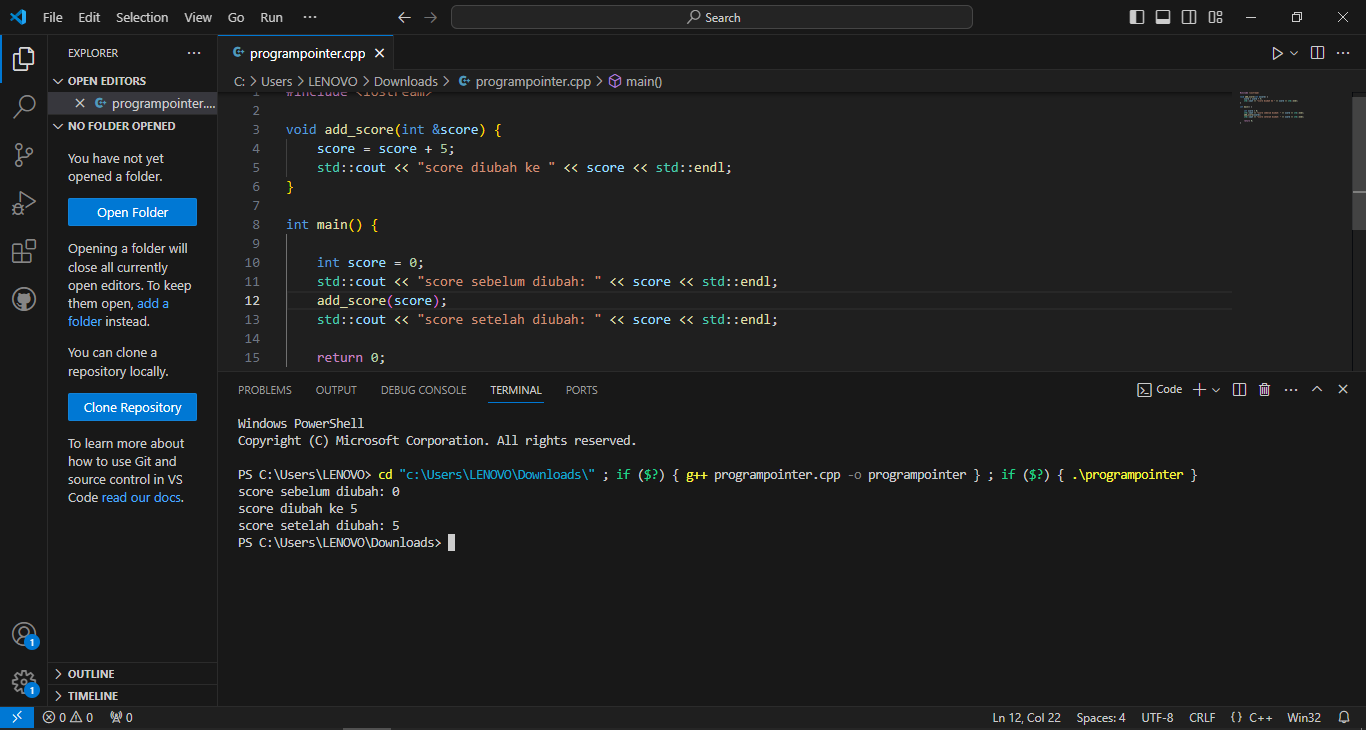 File Edit Selection View Go Run ···
Search
EXPLORER ···
OPEN EDITORS
programpointer....
NO FOLDER OPENED
You have not yet
opened a folder.
Open Folder
Opening a folder will
close all currently
open editors. To keep
them open, add a
folder instead.
You can clone a
repository locally.
Clone Repository
To learn more about
how to use Git and
source control in VS
Code read our docs.
OUTLINE
TIMELINE
1
1
programpointer.cpp
C: > Users > LENOVO > Downloads > programpointer.cpp > main()
1 #include <iostream>
2
3 void add_score(int &score) {
4 score = score + 5;
5 std::cout << "score diubah ke " << score << std::endl;
6 }
7
8 int main() {
9
10 int score = 0;
11 std::cout << "score sebelum diubah: " << score << std::endl;
12 add_score(score);
13 std::cout << "score setelah diubah: " << score << std::endl;
14
15 return 0;
PROBLEMS OUTPUT DEBUG CONSOLE TERMINAL PORTS Code
Windows PowerShell
Copyright (C) Microsoft Corporation. All rights reserved.
PS C:\Users\LENOVO> cd "c:\Users\LENOVO\Downloads\" ; if ($?) { g++ programpointer.cpp -o programpointer } ; if ($?) { .\programpointer }
score sebelum diubah: 0
score diubah ke 5
score setelah diubah: 5
PS C:\Users\LENOVO\Downloads>
0 0 0 Ln 12, Col 22 Spaces: 4 UTF-8 CRLF {} C++ Win32